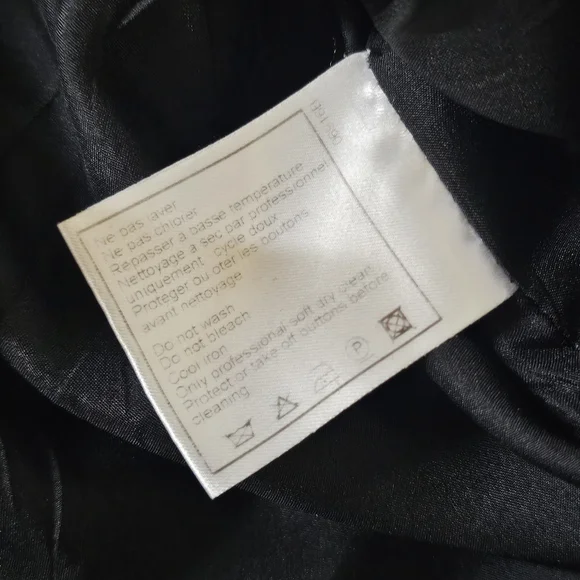 Ne pas laver
Ne pas chlorer
Repasser à basse température
Nettoyage à sec par professionnel
uniquement cycle doux
Protéger ou oter les boutons
avant nettoyage
Do not wash
Do not bleach
Cool iron
Only professional soft dry clean
Protect or take off buttons before
cleaning
P